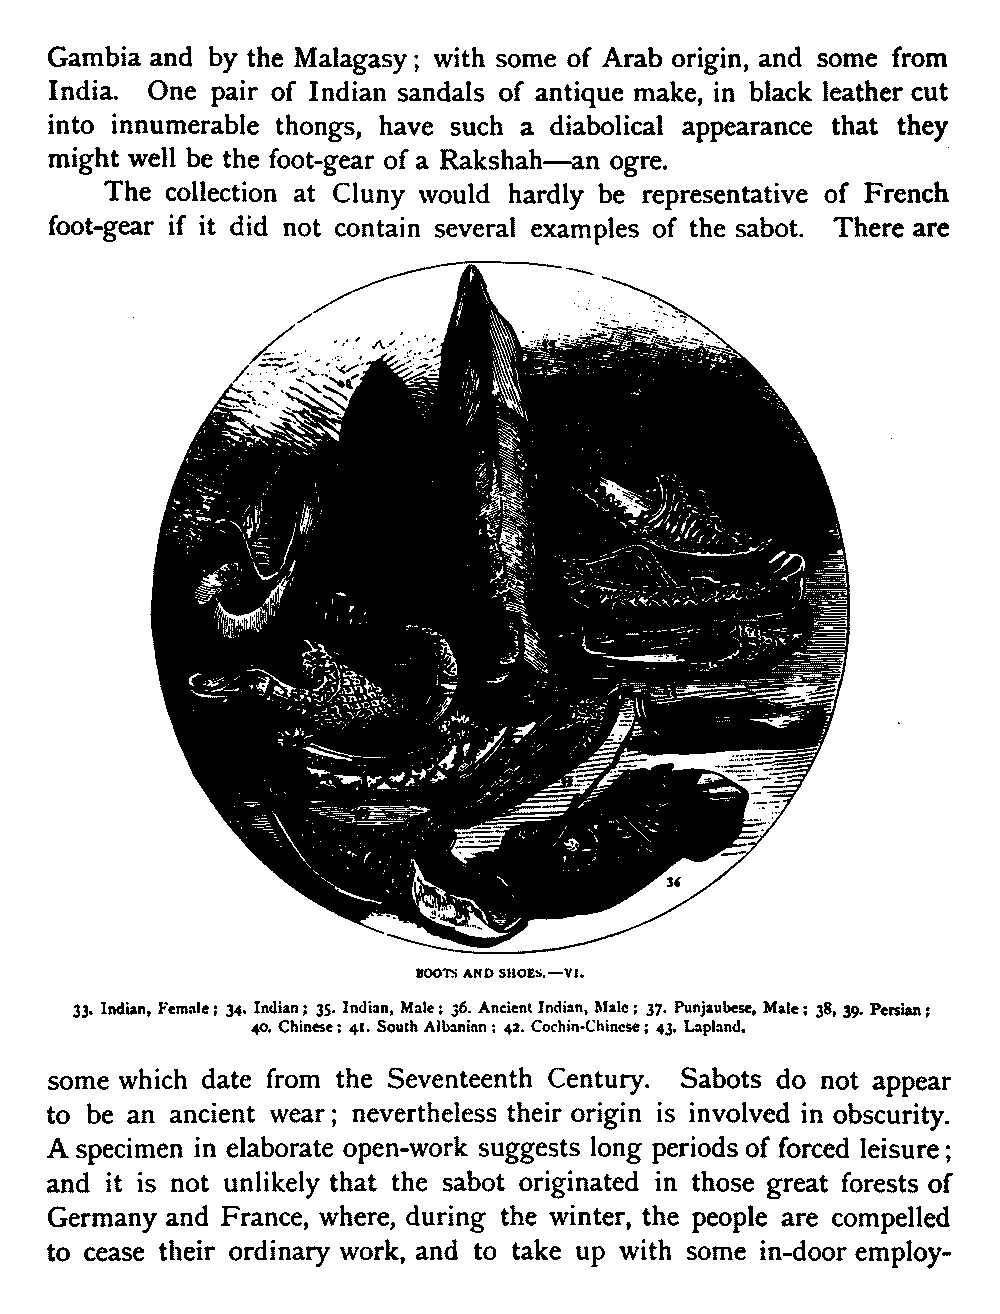 Gambia and by the Malagasy; with some of Arab origin, and some from
India. One pair of Indian sandals of antique make, in black leather cut
into innumerable thongs, have such a diabolical appearance that they
might well be the foot-gear of a Rakshah—an ogre.
The collection at Cluny would hardly be representative of French
foot-gear if it did not contain several examples of the sabot. There are
36
BOOTS AND SHOES.—VI.
33. Indian, Female; 34. Indian; 35. Indian, Male; 36. Ancient Indian, Male; 37. Punjaubese, Male; 38, 39. Persian;
40. Chinese; 41. South Albanian; 42. Cochin-Chinese; 43. Lapland.
some which date from the Seventeenth Century. Sabots do not appear
to be an ancient wear; nevertheless their origin is involved in obscurity.
A specimen in elaborate open-work suggests long periods of forced leisure;
and it is not unlikely that the sabot originated in those great forests of
Germany and France, where, during the winter, the people are compelled
to cease their ordinary work, and to take up with some in-door employ-